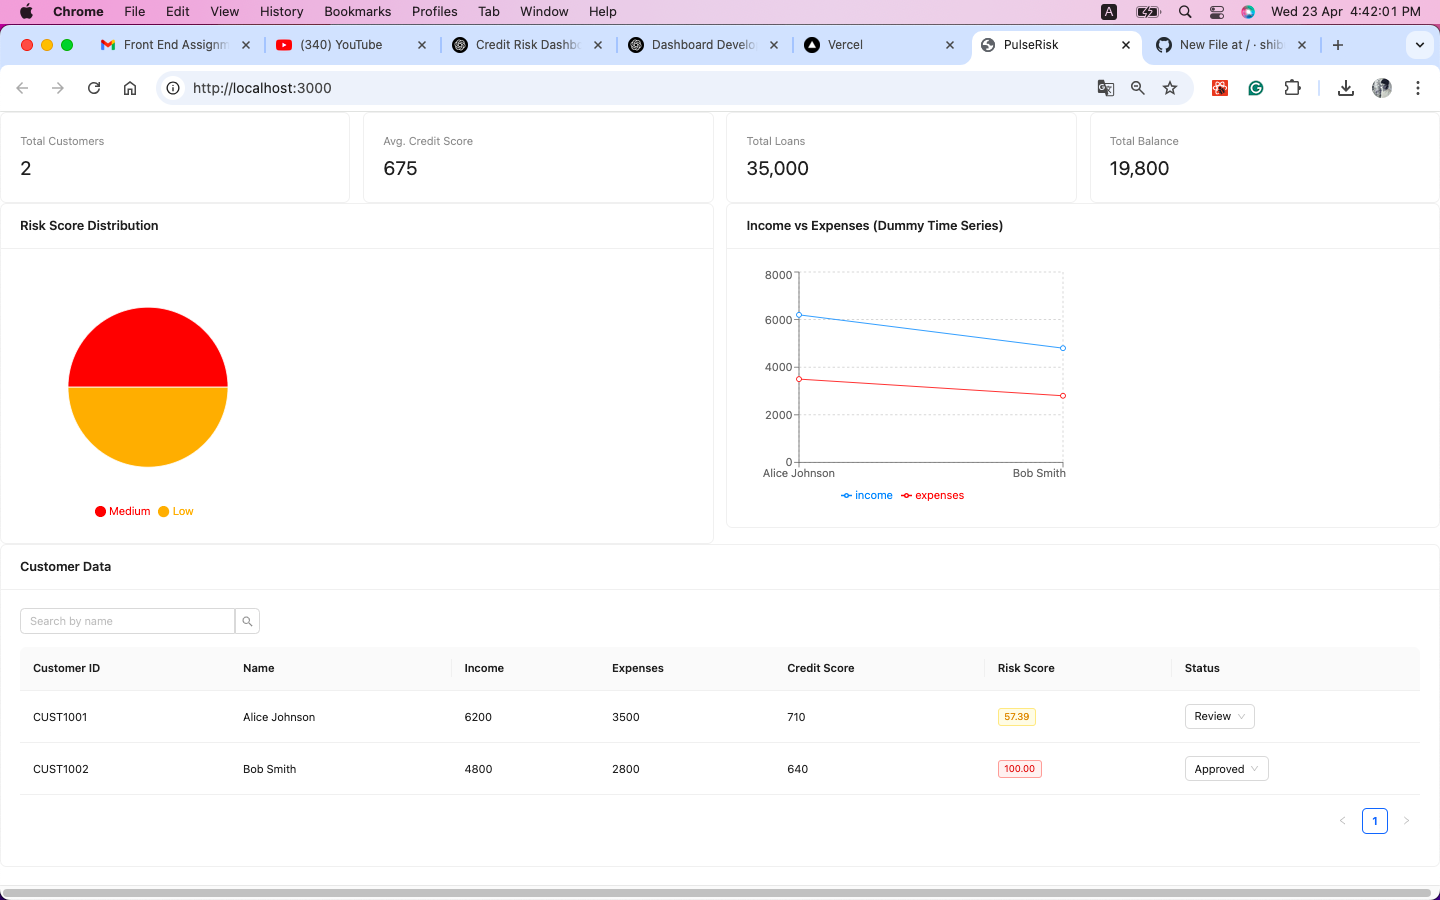 Chrome File Edit View History Bookmarks Profiles Tab Window Help A Wed 23 Apr 4:42:01 PM
Front End Assignm (340) YouTube Credit Risk Dashb Dashboard Develo Vercel PulseRisk New File at / · shib
http://localhost:3000
Total Customers
2
Avg. Credit Score
675
Total Loans
35,000
Total Balance
19,800
Risk Score Distribution
Medium Low
Income vs Expenses (Dummy Time Series)
8000
6000
4000
2000
0
Alice Johnson Bob Smith
income expenses
Customer Data
Search by name
Customer ID Name Income Expenses Credit Score Risk Score Status
CUST1001 Alice Johnson 6200 3500 710 57.39 Review
CUST1002 Bob Smith 4800 2800 640 100.00 Approved
< 1 >